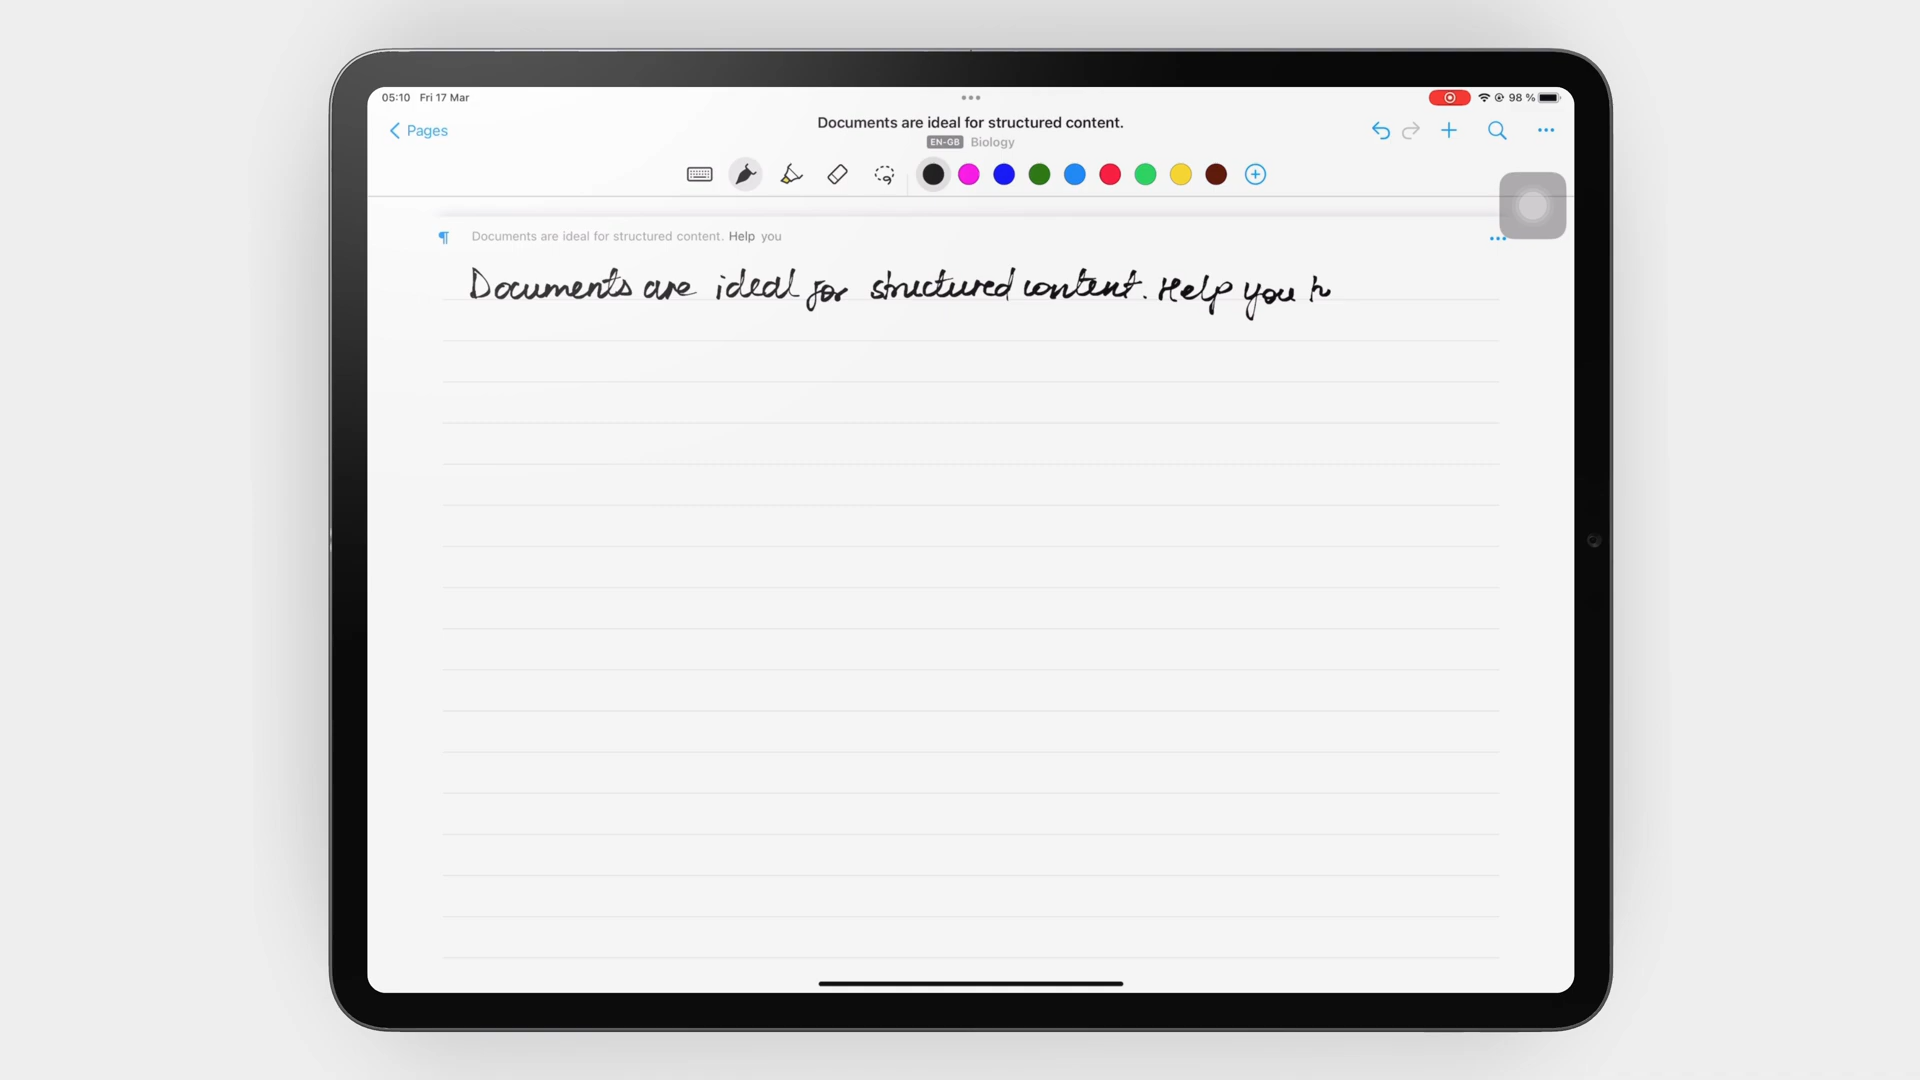 05:10 Fri 17 Mar
98 %
Pages
Documents are ideal for structured content.
EN-GB Biology
Documents are ideal for structured content. Help you
Documents are ideal for structured content. Help you